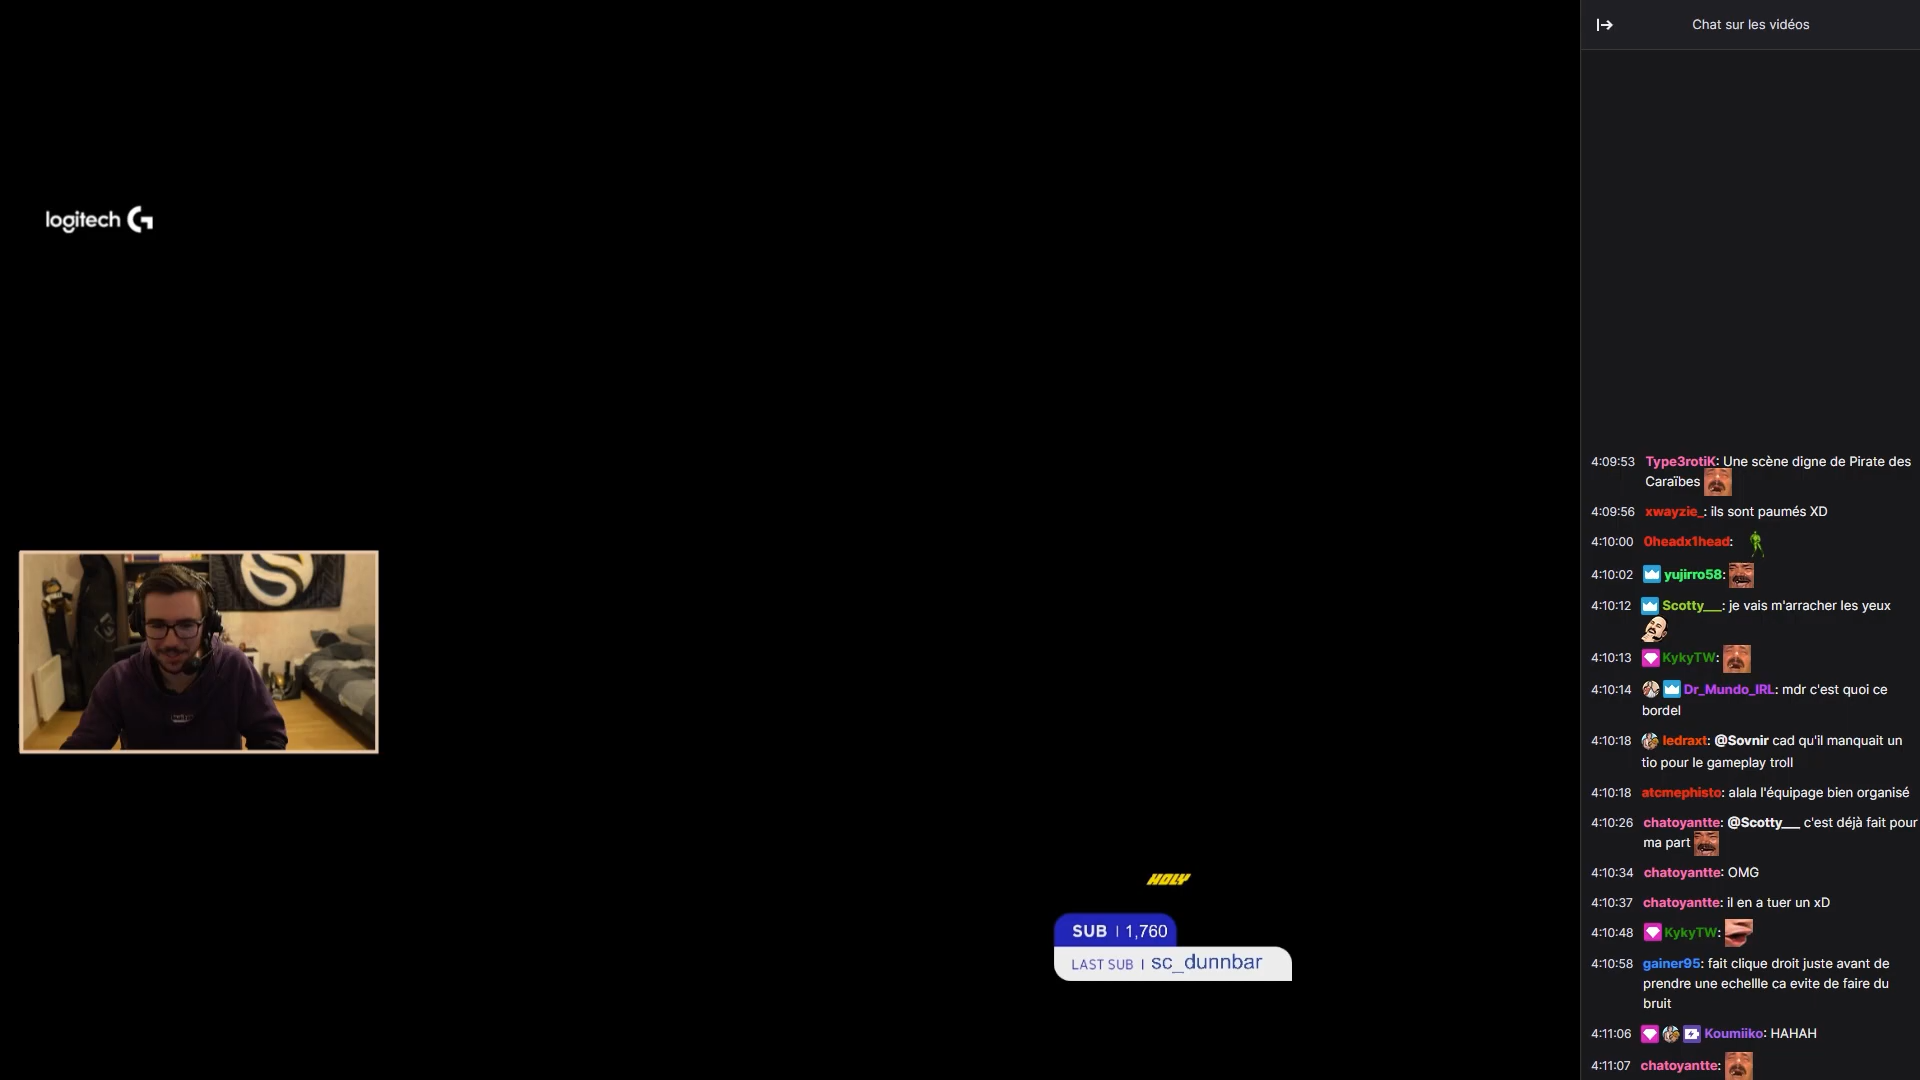 Chat sur les vidéos
logitech G
4:09:53 Type3rotiK: Une scène digne de Pirate des
Caraïbes
4:09:56 xwayzie_: ils sont paumés XD
4:10:00 0headx1head:
4:10:02 yujirro58:
4:10:12 Scotty___: je vais m'arracher les yeux
4:10:13 KykyTW:
4:10:14 Dr_Mundo_IRL: mdr c'est quoi ce
bordel
4:10:18 ledraxt: @Sovnir cad qu'il manquait un
tio pour le gameplay troll
4:10:18 atcmephisto: alala l'équipage bien organisé
4:10:26 chatoyantte: @Scotty___ c'est déjà fait pour
ma part
4:10:34 chatoyantte: OMG
4:10:37 chatoyantte: il en a tuer un xD
4:10:48 KykyTW:
4:10:58 gainer95: fait clique droit juste avant de
prendre une echellle ca evite de faire du
bruit
4:11:06 Koumiiko: HAHAH
4:11:07 chatoyantte:
HOLY
SUB | 1,760
LAST SUB | sc_dunnbar